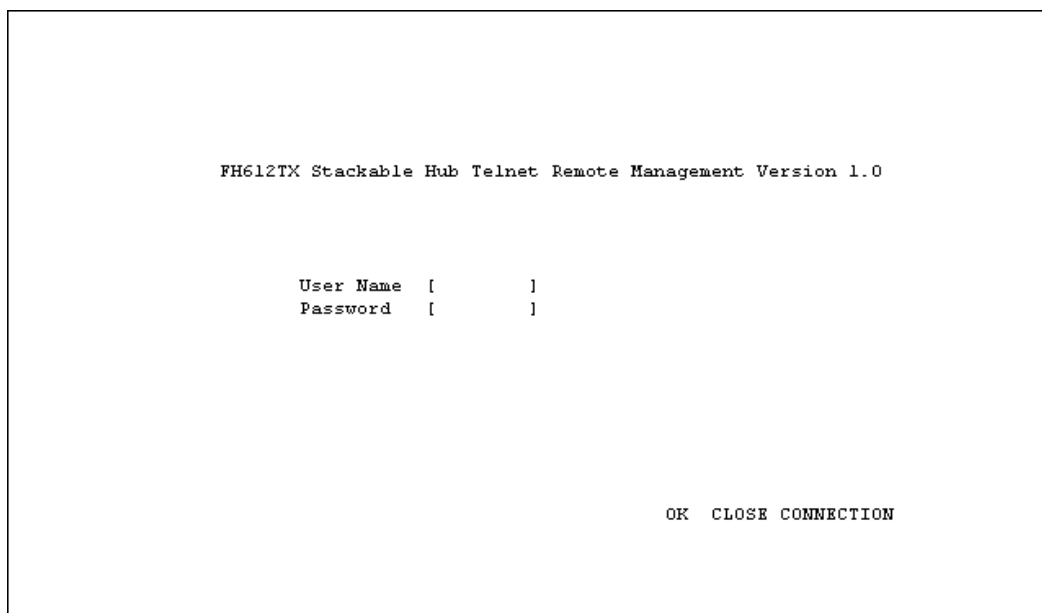 FH612TX Stackable Hub Telnet Remote Management Version 1.0
User Name [ ]
Password [ ]
OK CLOSE CONNECTION